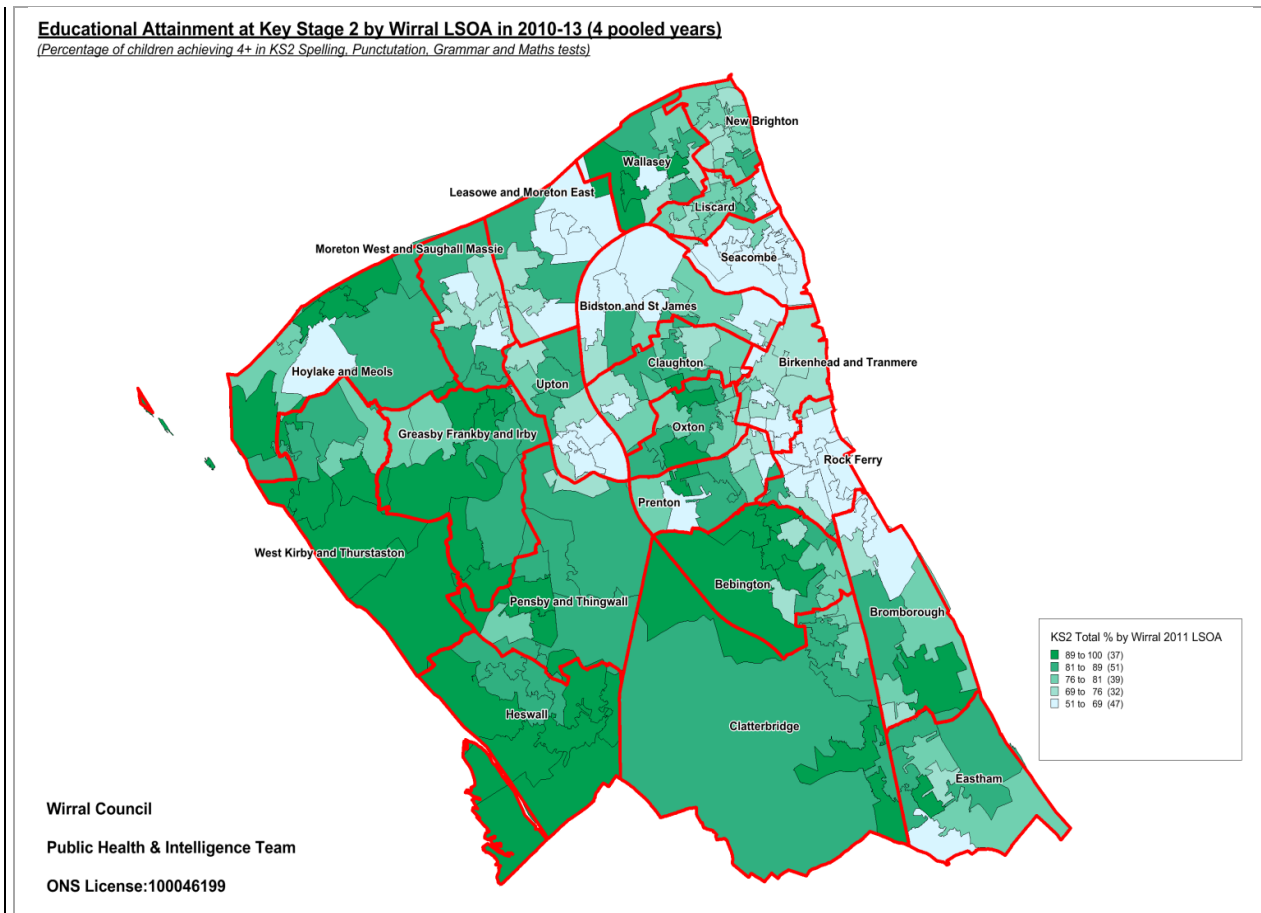 Educational Attainment at Key Stage 2 by Wirral LSOA in 2010-13 (4 pooled years)
(Percentage of children achieving 4+ in KS2 Spelling, Punctutation, Grammar and Maths tests)
New Brighton
Wallasey
Leasowe and Moreton East
Liscard
Moreton West and Saughall Massie
Seacombe
Bidston and St James
Birkenhead and Tranmere
Claughton
Hoylake and Meols
Upton
Oxton
Greasby Frankby and Irby
Rock Ferry
Prenton
West Kirby and Thurstaston
Bebington
Pensby and Thingwall
Bromborough
KS2 Total % by Wirral 2011 LSOA
89 to 100 (37)
81 to 89 (51)
76 to 81 (39)
69 to 76 (32)
51 to 69 (47)
Heswall
Clatterbridge
Eastham
Wirral Council
Public Health & Intelligence Team
ONS License:100046199